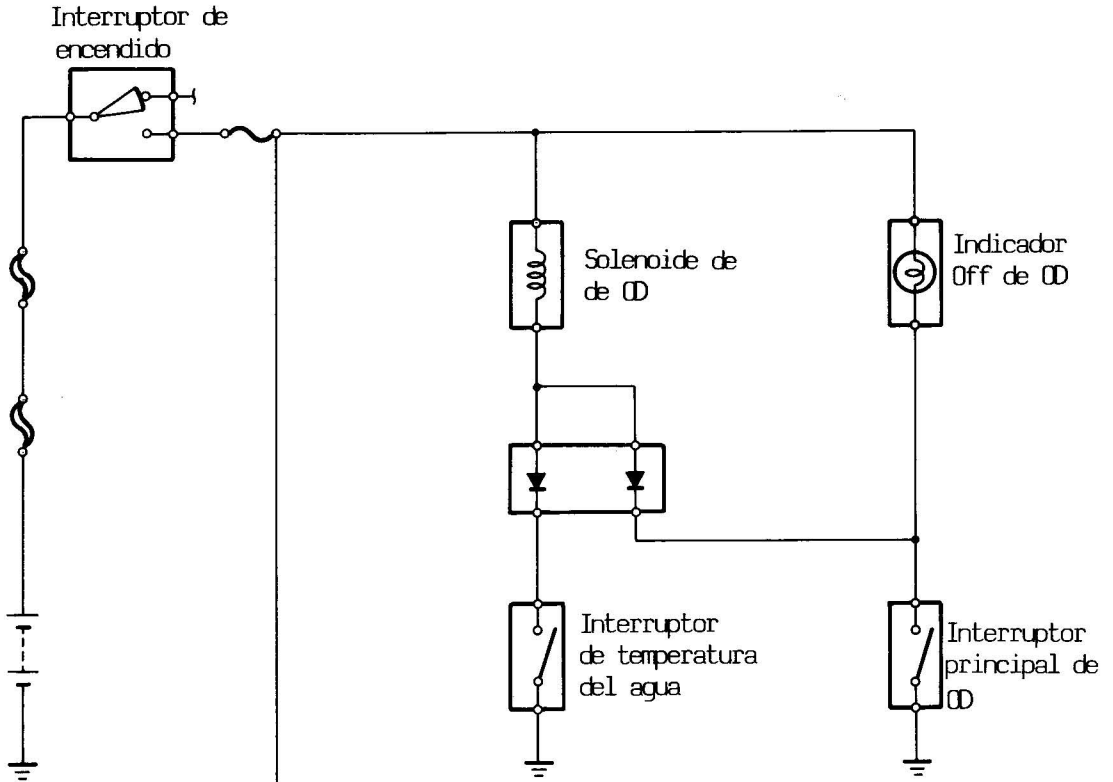 Interruptor de
encendido
Solenoide de
de OD
Indicador
Off de OD
Interruptor
de temperatura
del agua
Interruptor
principal de
OD